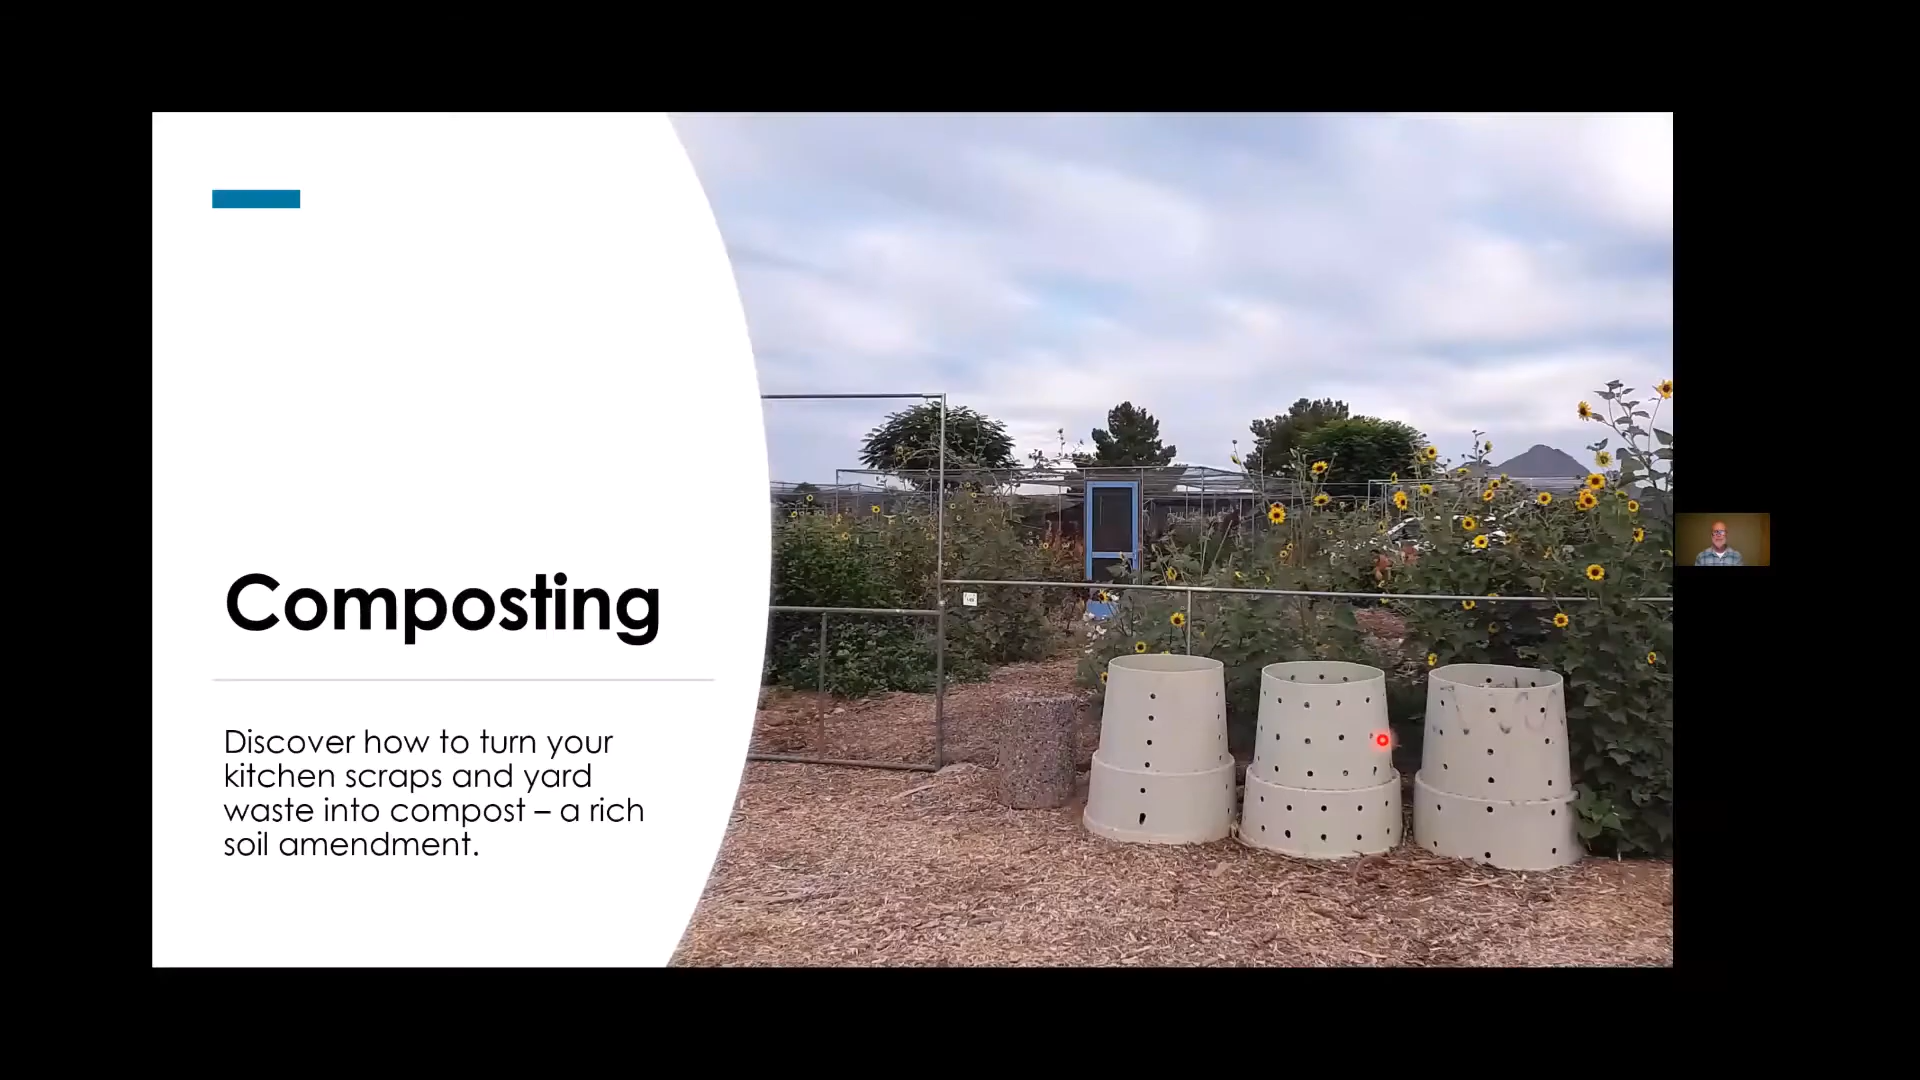 Composting
Discover how to turn your
kitchen scraps and yard
waste into compost – a rich
soil amendment.